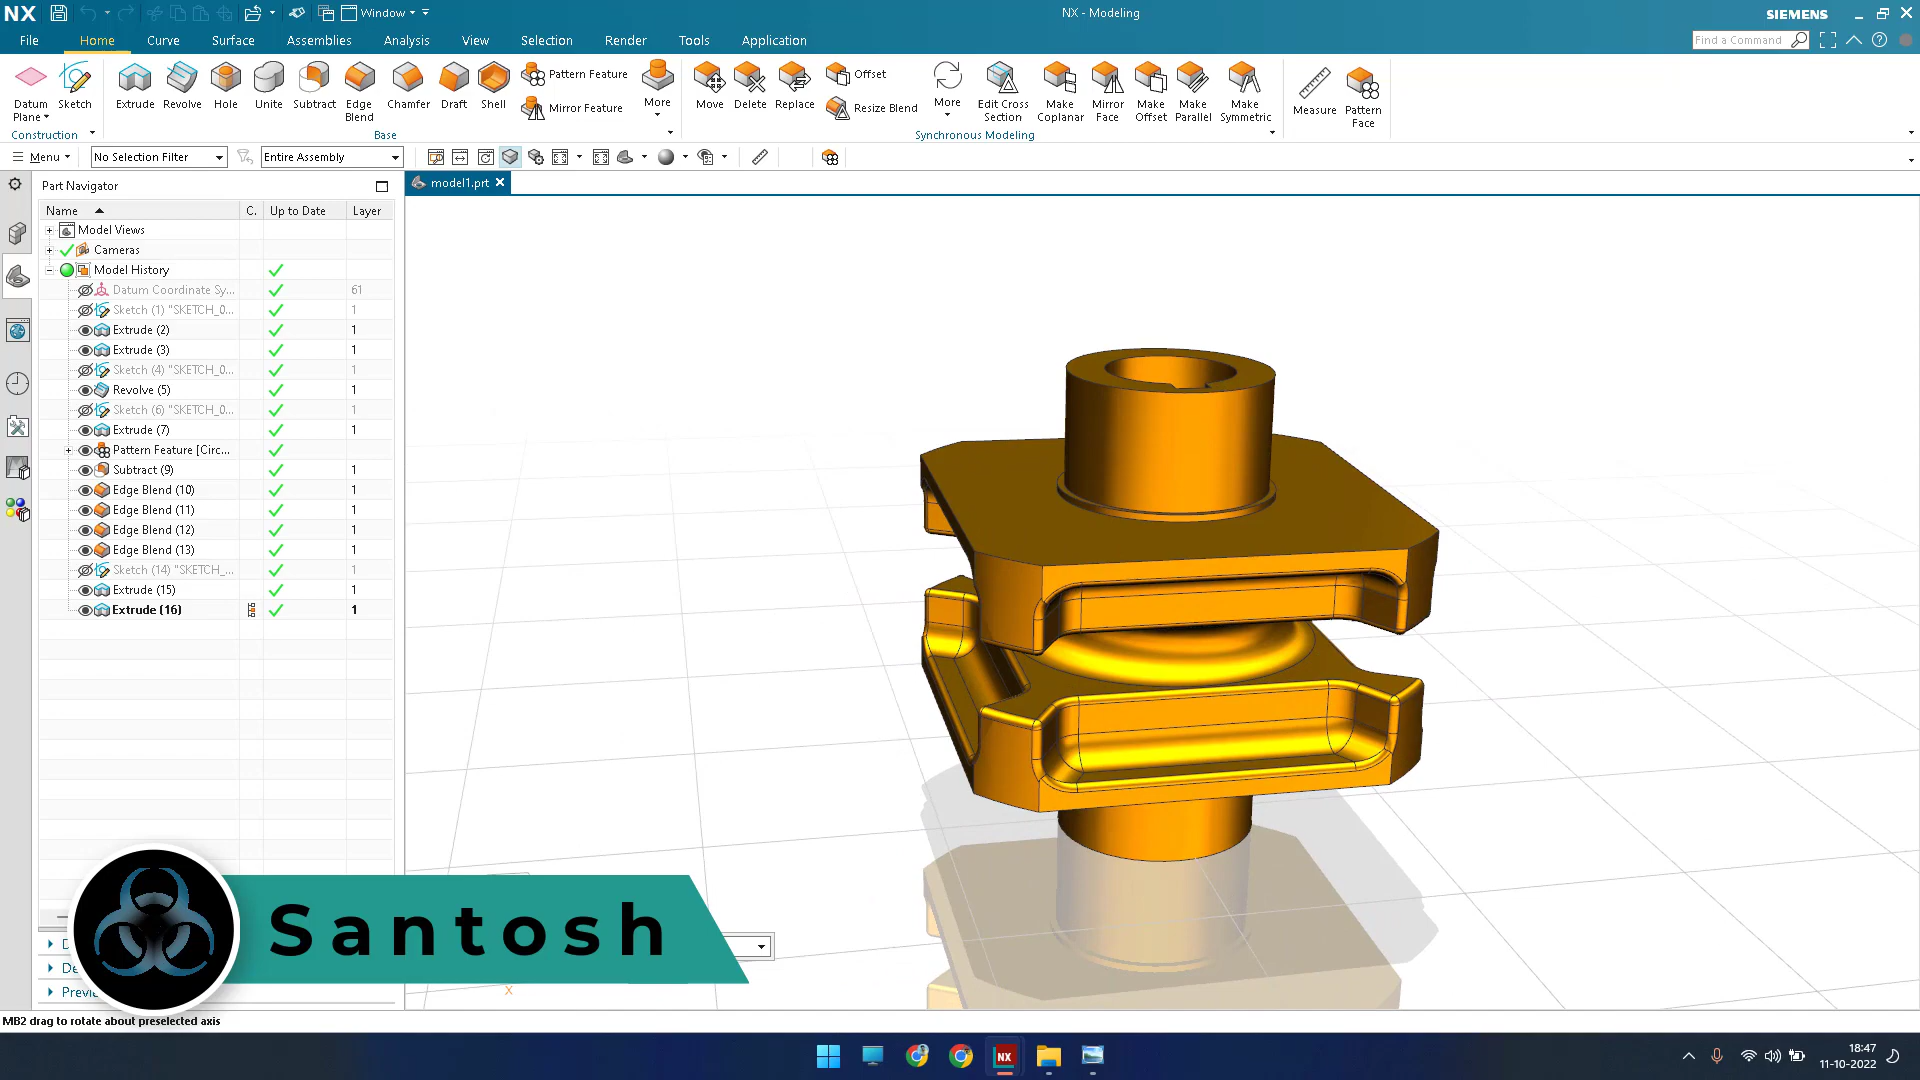 NX Window NX - Modeling SIEMENS
File Home Curve Surface Assemblies Analysis View Selection Render Tools Application Find a Command
Datum Plane Sketch Extrude Revolve Hole Unite Subtract Edge Blend Chamfer Draft Shell Pattern Feature Mirror Feature More Move Delete Replace Offset Resize Blend More Edit Cross Section Make Coplanar Mirror Face Make Offset Make Parallel Make Symmetric Measure Pattern Face
Construction Base Synchronous Modeling
Menu No Selection Filter Entire Assembly
Part Navigator model1.prt
Name C. Up to Date Layer
Model Views
Cameras
Model History
Datum Coordinate Sy... 61
Sketch (1) "SKETCH_0... 1
Extrude (2) 1
Extrude (3) 1
Sketch (4) "SKETCH_0... 1
Revolve (5) 1
Sketch (6) "SKETCH_0... 1
Extrude (7) 1
Pattern Feature [Circ...
Subtract (9) 1
Edge Blend (10) 1
Edge Blend (11) 1
Edge Blend (12) 1
Edge Blend (13) 1
Sketch (14) "SKETCH_... 1
Extrude (15) 1
Extrude (16) 1
Santosh
X
MB2 drag to rotate about preselected axis
NX
18:47
11-10-2022